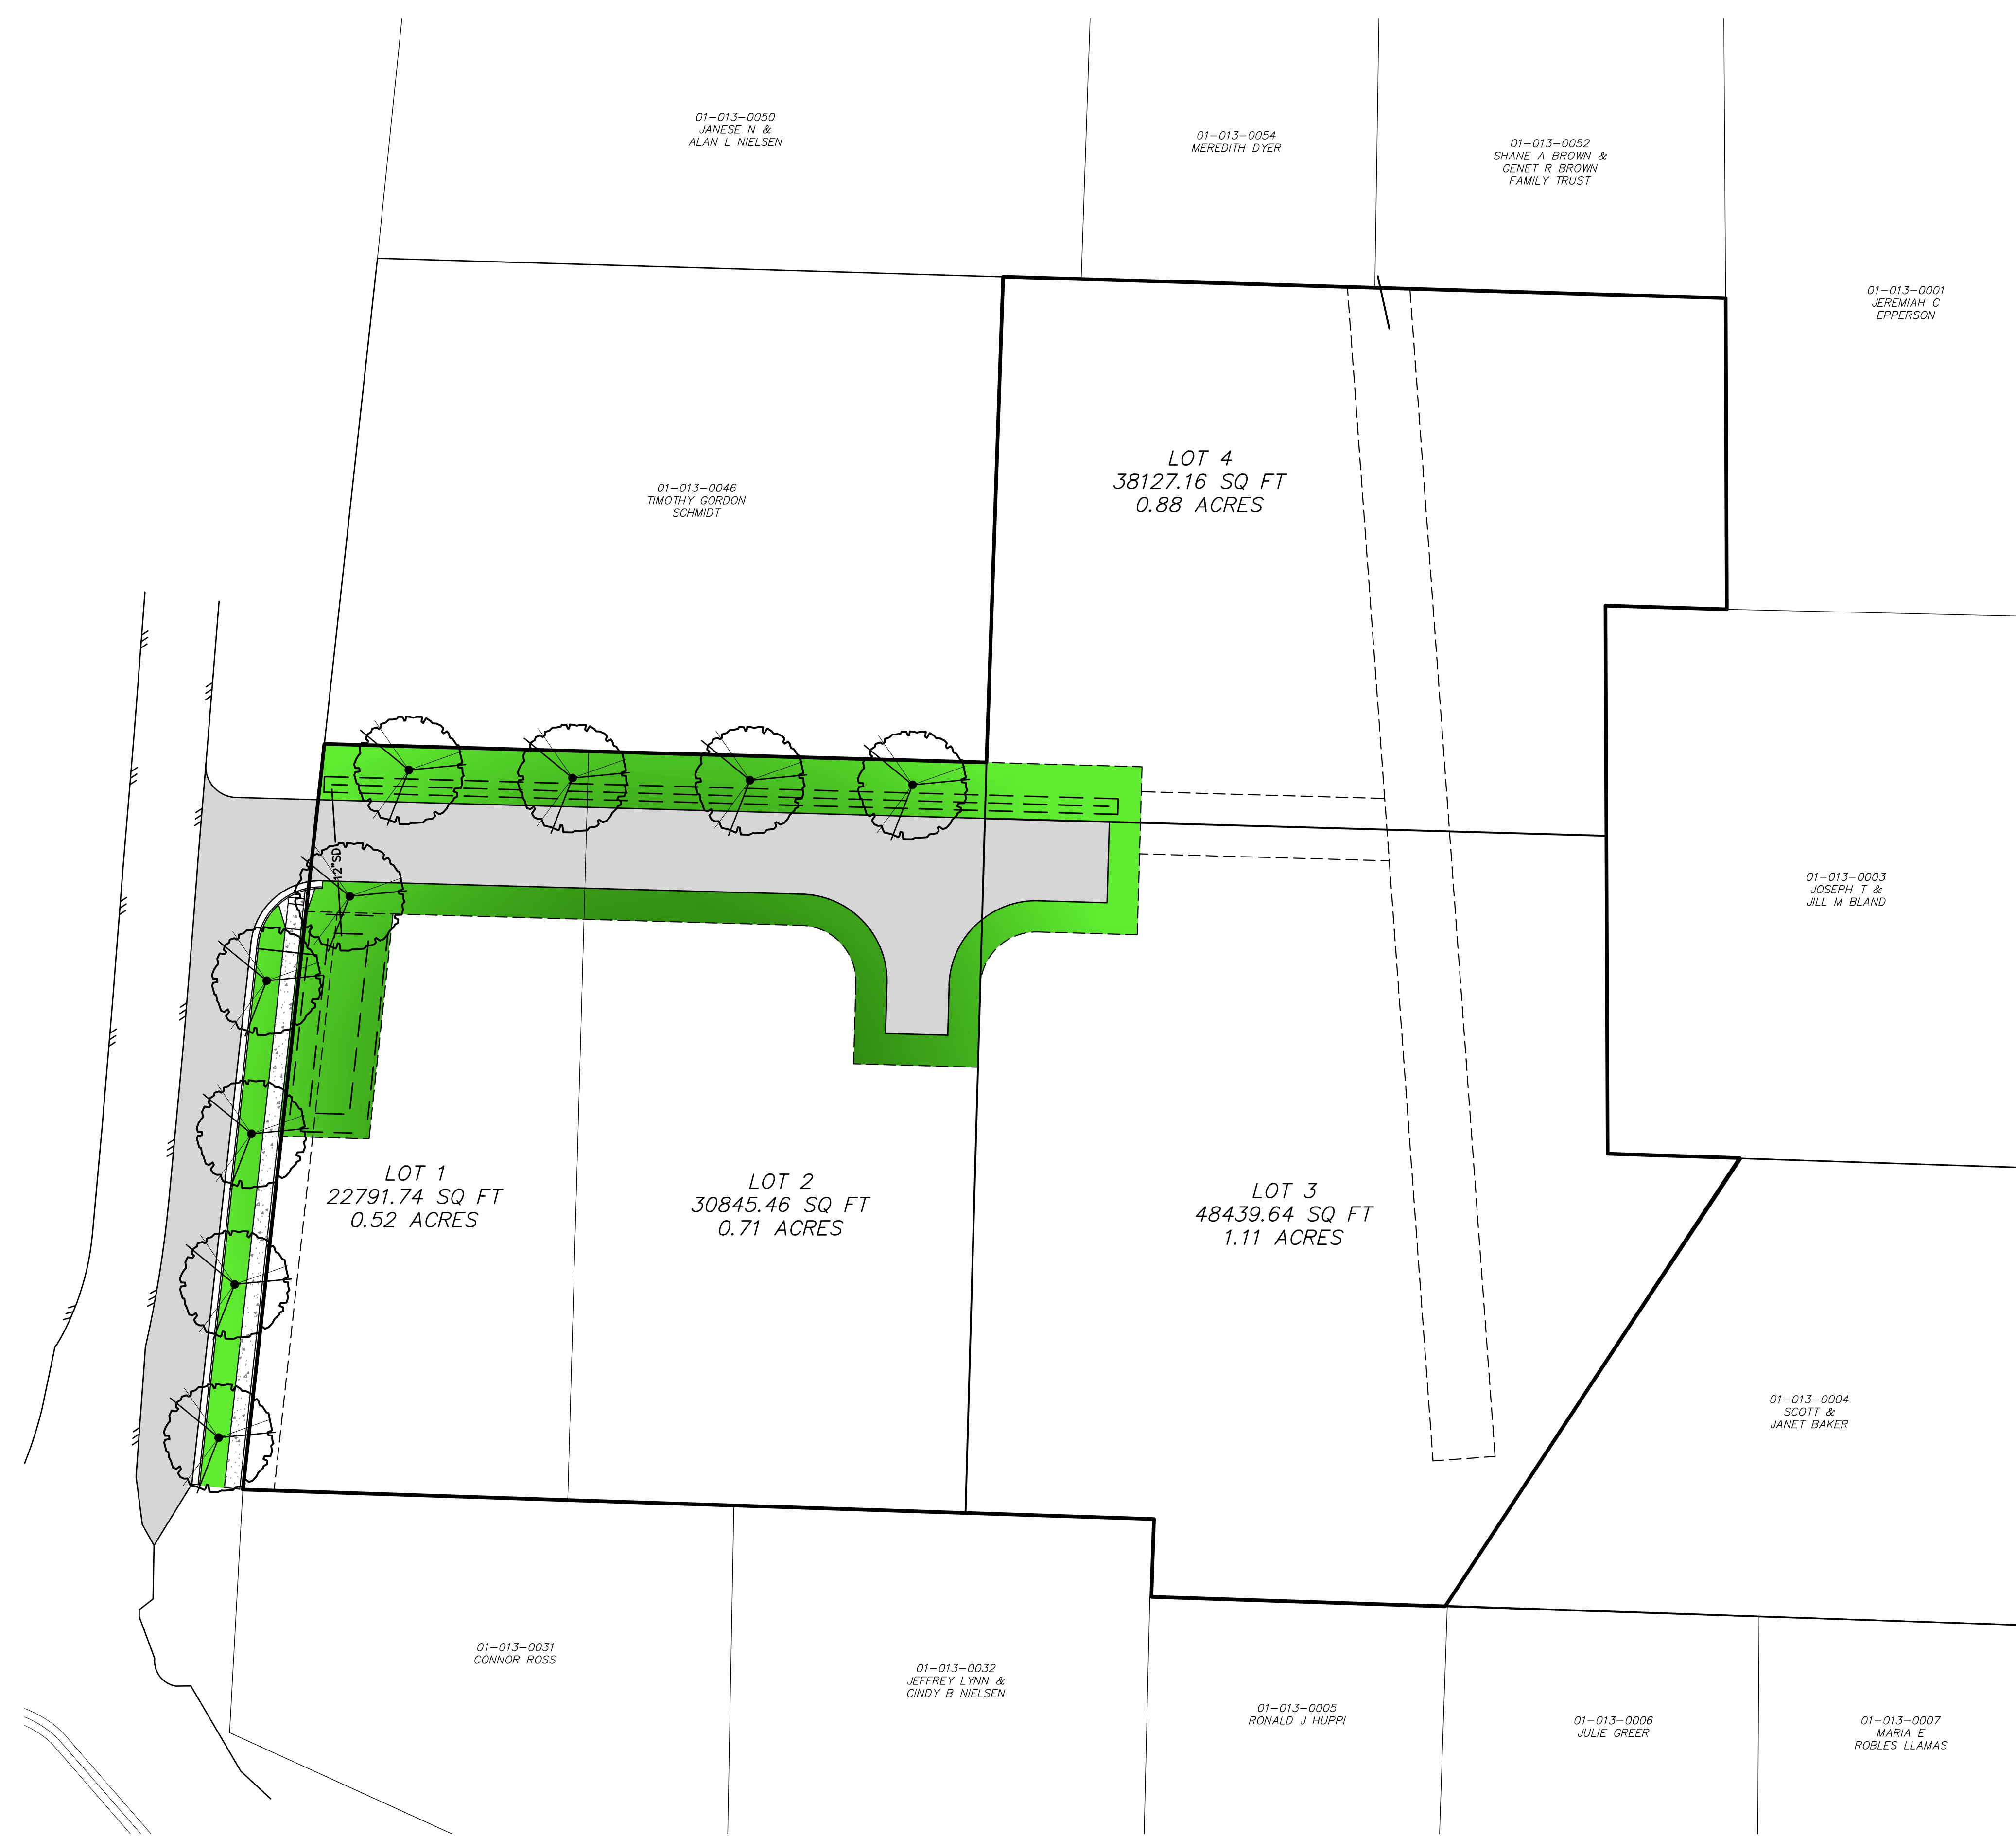 01-013-0050
JANESE N &
ALAN L NIELSEN
01-013-0054
MEREDITH DYER
01-013-0052
SHANE A BROWN &
GENET R BROWN
FAMILY TRUST
01-013-0001
JEREMIAH C
EPPERSON
LOT 4
38127.16 SQ FT
0.88 ACRES
01-013-0046
TIMOTHY GORDON
SCHMIDT
12"SD
01-013-0003
JOSEPH T &
JILL M BLAND
LOT 1
22791.74 SQ FT
0.52 ACRES
LOT 2
30845.46 SQ FT
0.71 ACRES
LOT 3
48439.64 SQ FT
1.11 ACRES
01-013-0004
SCOTT &
JANET BAKER
01-013-0031
CONNOR ROSS
01-013-0032
JEFFREY LYNN &
CINDY B NIELSEN
01-013-0005
RONALD J HUPPI
01-013-0006
JULIE GREER
01-013-0007
MARIA E
ROBLES LLAMAS